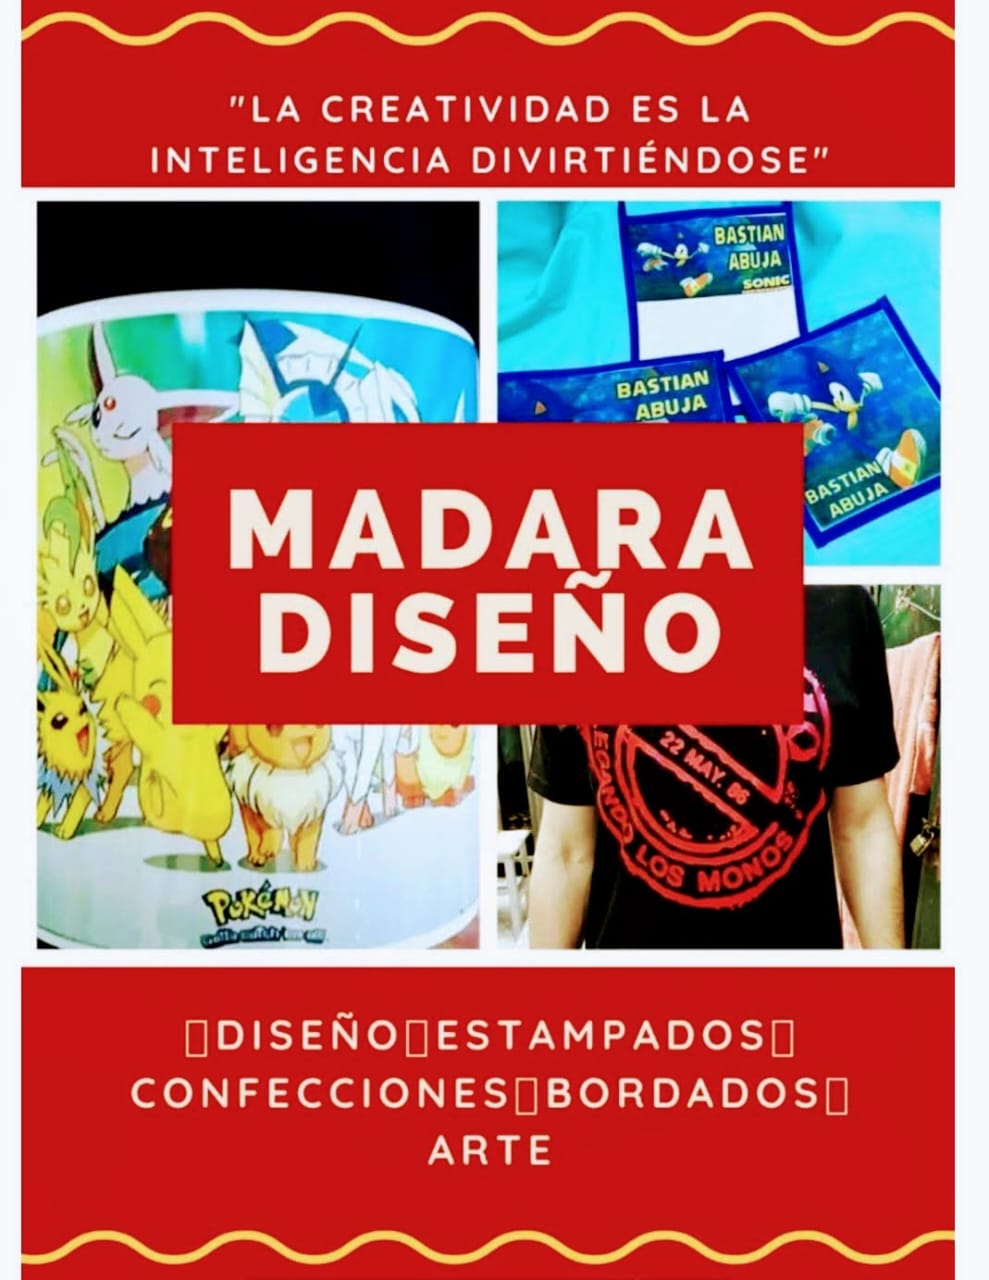 "LA CREATIVIDAD ES LA
INTELIGENCIA DIVIRTIÉNDOSE"
BASTIAN
ABUJA
SONIC
BASTIAN
ABUJA
BASTIAN
ABUJA
MADARA
DISEÑO
22 MAY. 86
EGANDO LOS MONOS
POKéMON
▯DISEÑO▯ESTAMPADOS▯
CONFECCIONES▯BORDADOS▯
ARTE